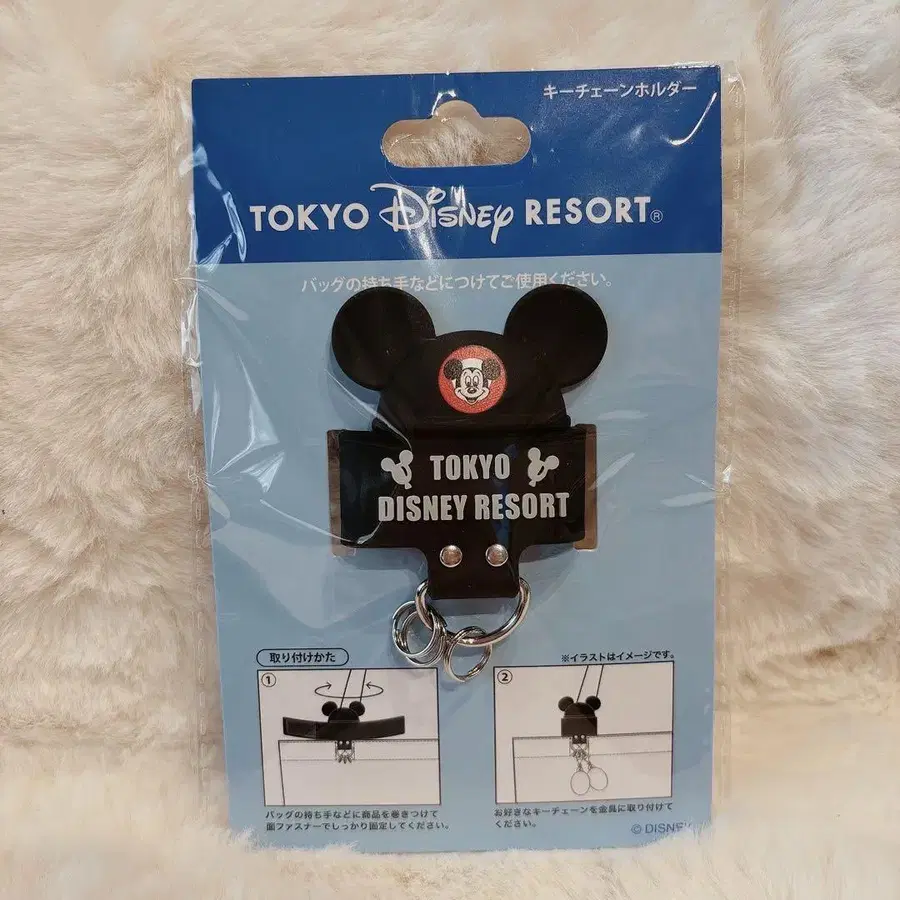 キーチェーンホルダー
TOKYO Disney RESORT®
バッグの持ち手などにつけてご使用ください。
TOKYO
DISNEY RESORT
取り付けかた
※イラストはイメージです。
①
②
バッグの持ち手などに商品を巻きつけて
面ファスナーでしっかり固定してください。
お好きなキーチェーンを金具に取り付けて
ください。
© DISNEY